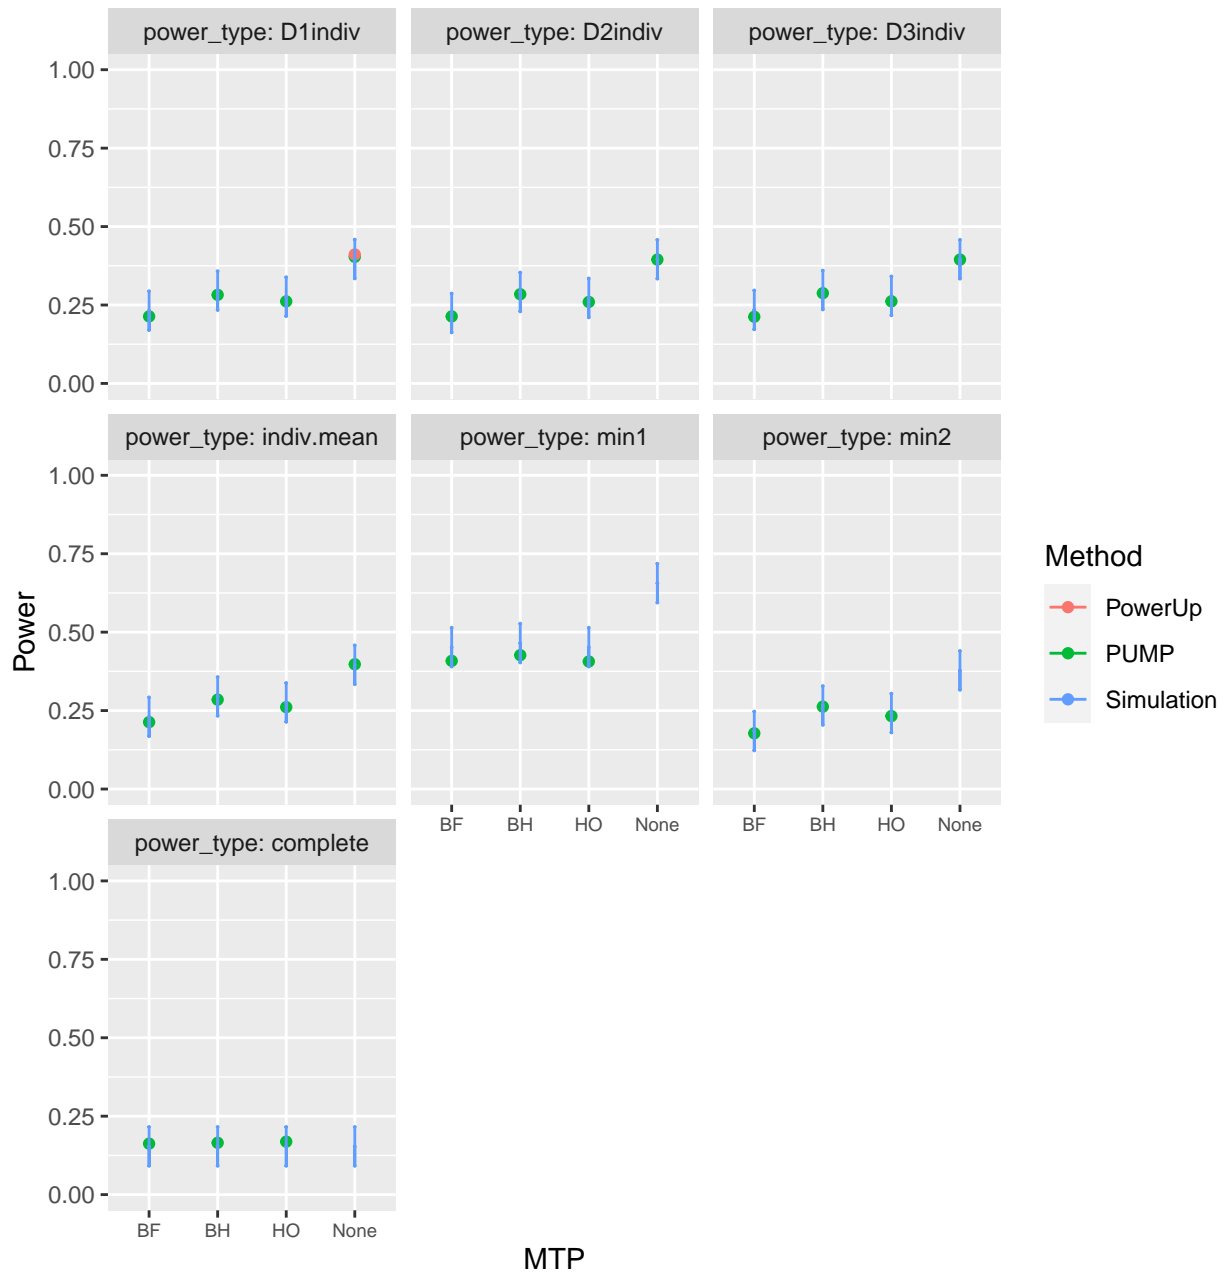 power_type: D1indiv power_type: D2indiv power_type: D3indiv
1.00
0.75
0.50
0.25
0.00
power_type: indiv.mean power_type: min1 power_type: min2
1.00
0.75
0.50
0.25
0.00
BF BH HO None BF BH HO None
power_type: complete
1.00
0.75
0.50
0.25
0.00
BF BH HO None
MTP
Power
Method
PowerUp
PUMP
Simulation